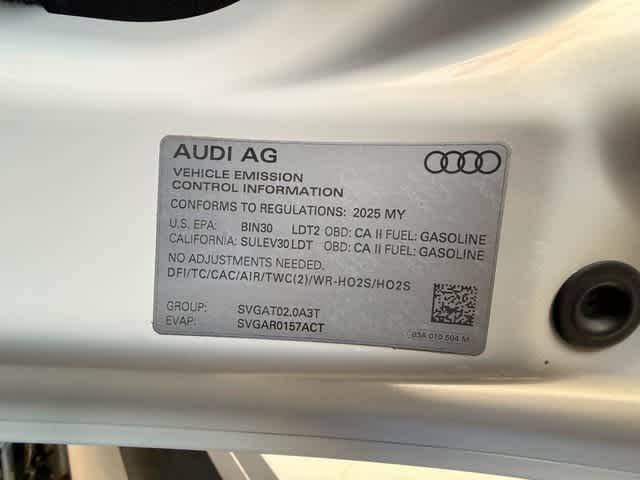 AUDI AG
VEHICLE EMISSION
CONTROL INFORMATION
CONFORMS TO REGULATIONS: 2025 MY
U.S. EPA: BIN30 LDT2 OBD: CA II FUEL: GASOLINE
CALIFORNIA: SULEV30 LDT OBD: CA II FUEL: GASOLINE
NO ADJUSTMENTS NEEDED.
DFI/TC/CAC/AIR/TWC(2)/WR-HO2S/HO2S
GROUP: SVGAT02.0A3T
EVAP: SVGAR0157ACT
83A 010 504 M